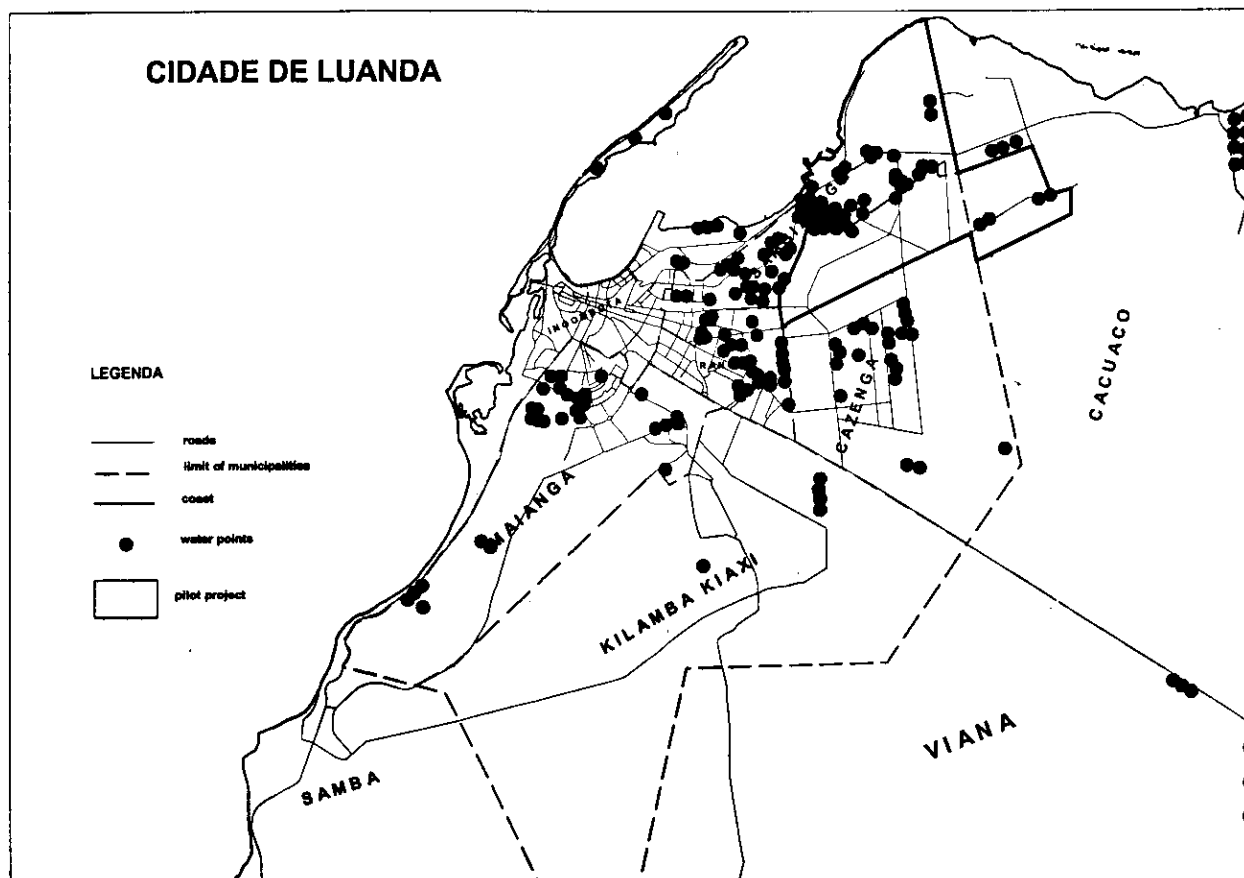 CIDADE DE LUANDA
INGOMBOTA
CACUACO
LEGENDA
CAZENGA
roads
limit of municipalities
coast
MAIANGA
water points
KILAMBA KIAXI
pilot project
VIANA
SAMBA